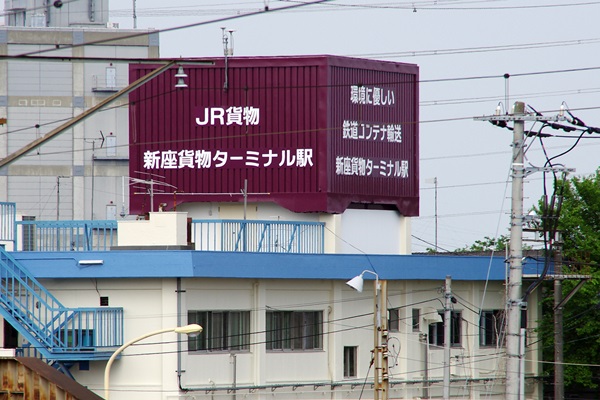 JR貨物
新座貨物ターミナル駅
環境に優しい
鉄道コンテナ輸送
新座貨物ターミナル駅